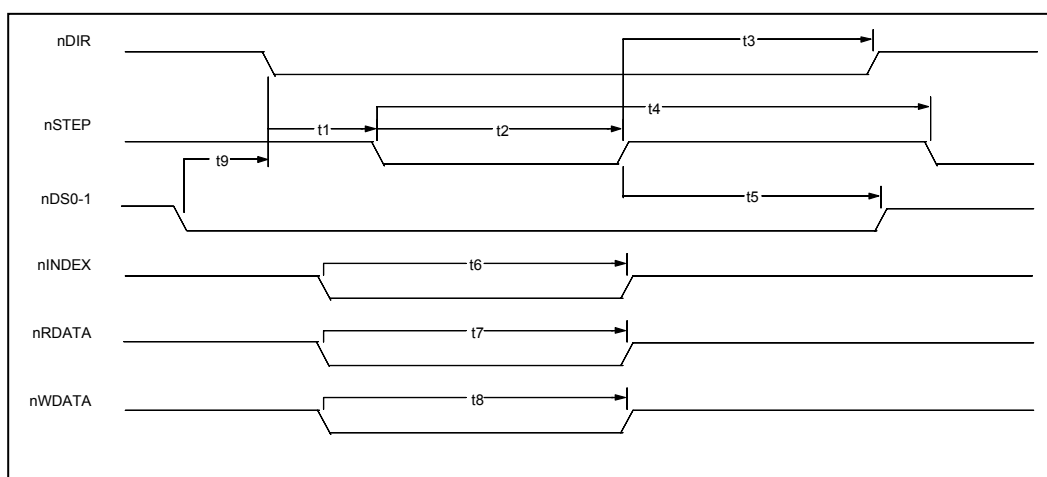 nDIR
t3
nSTEP
t4
t1
t2
t9
nDS0-1
t5
nINDEX
t6
nRDATA
t7
nWDATA
t8